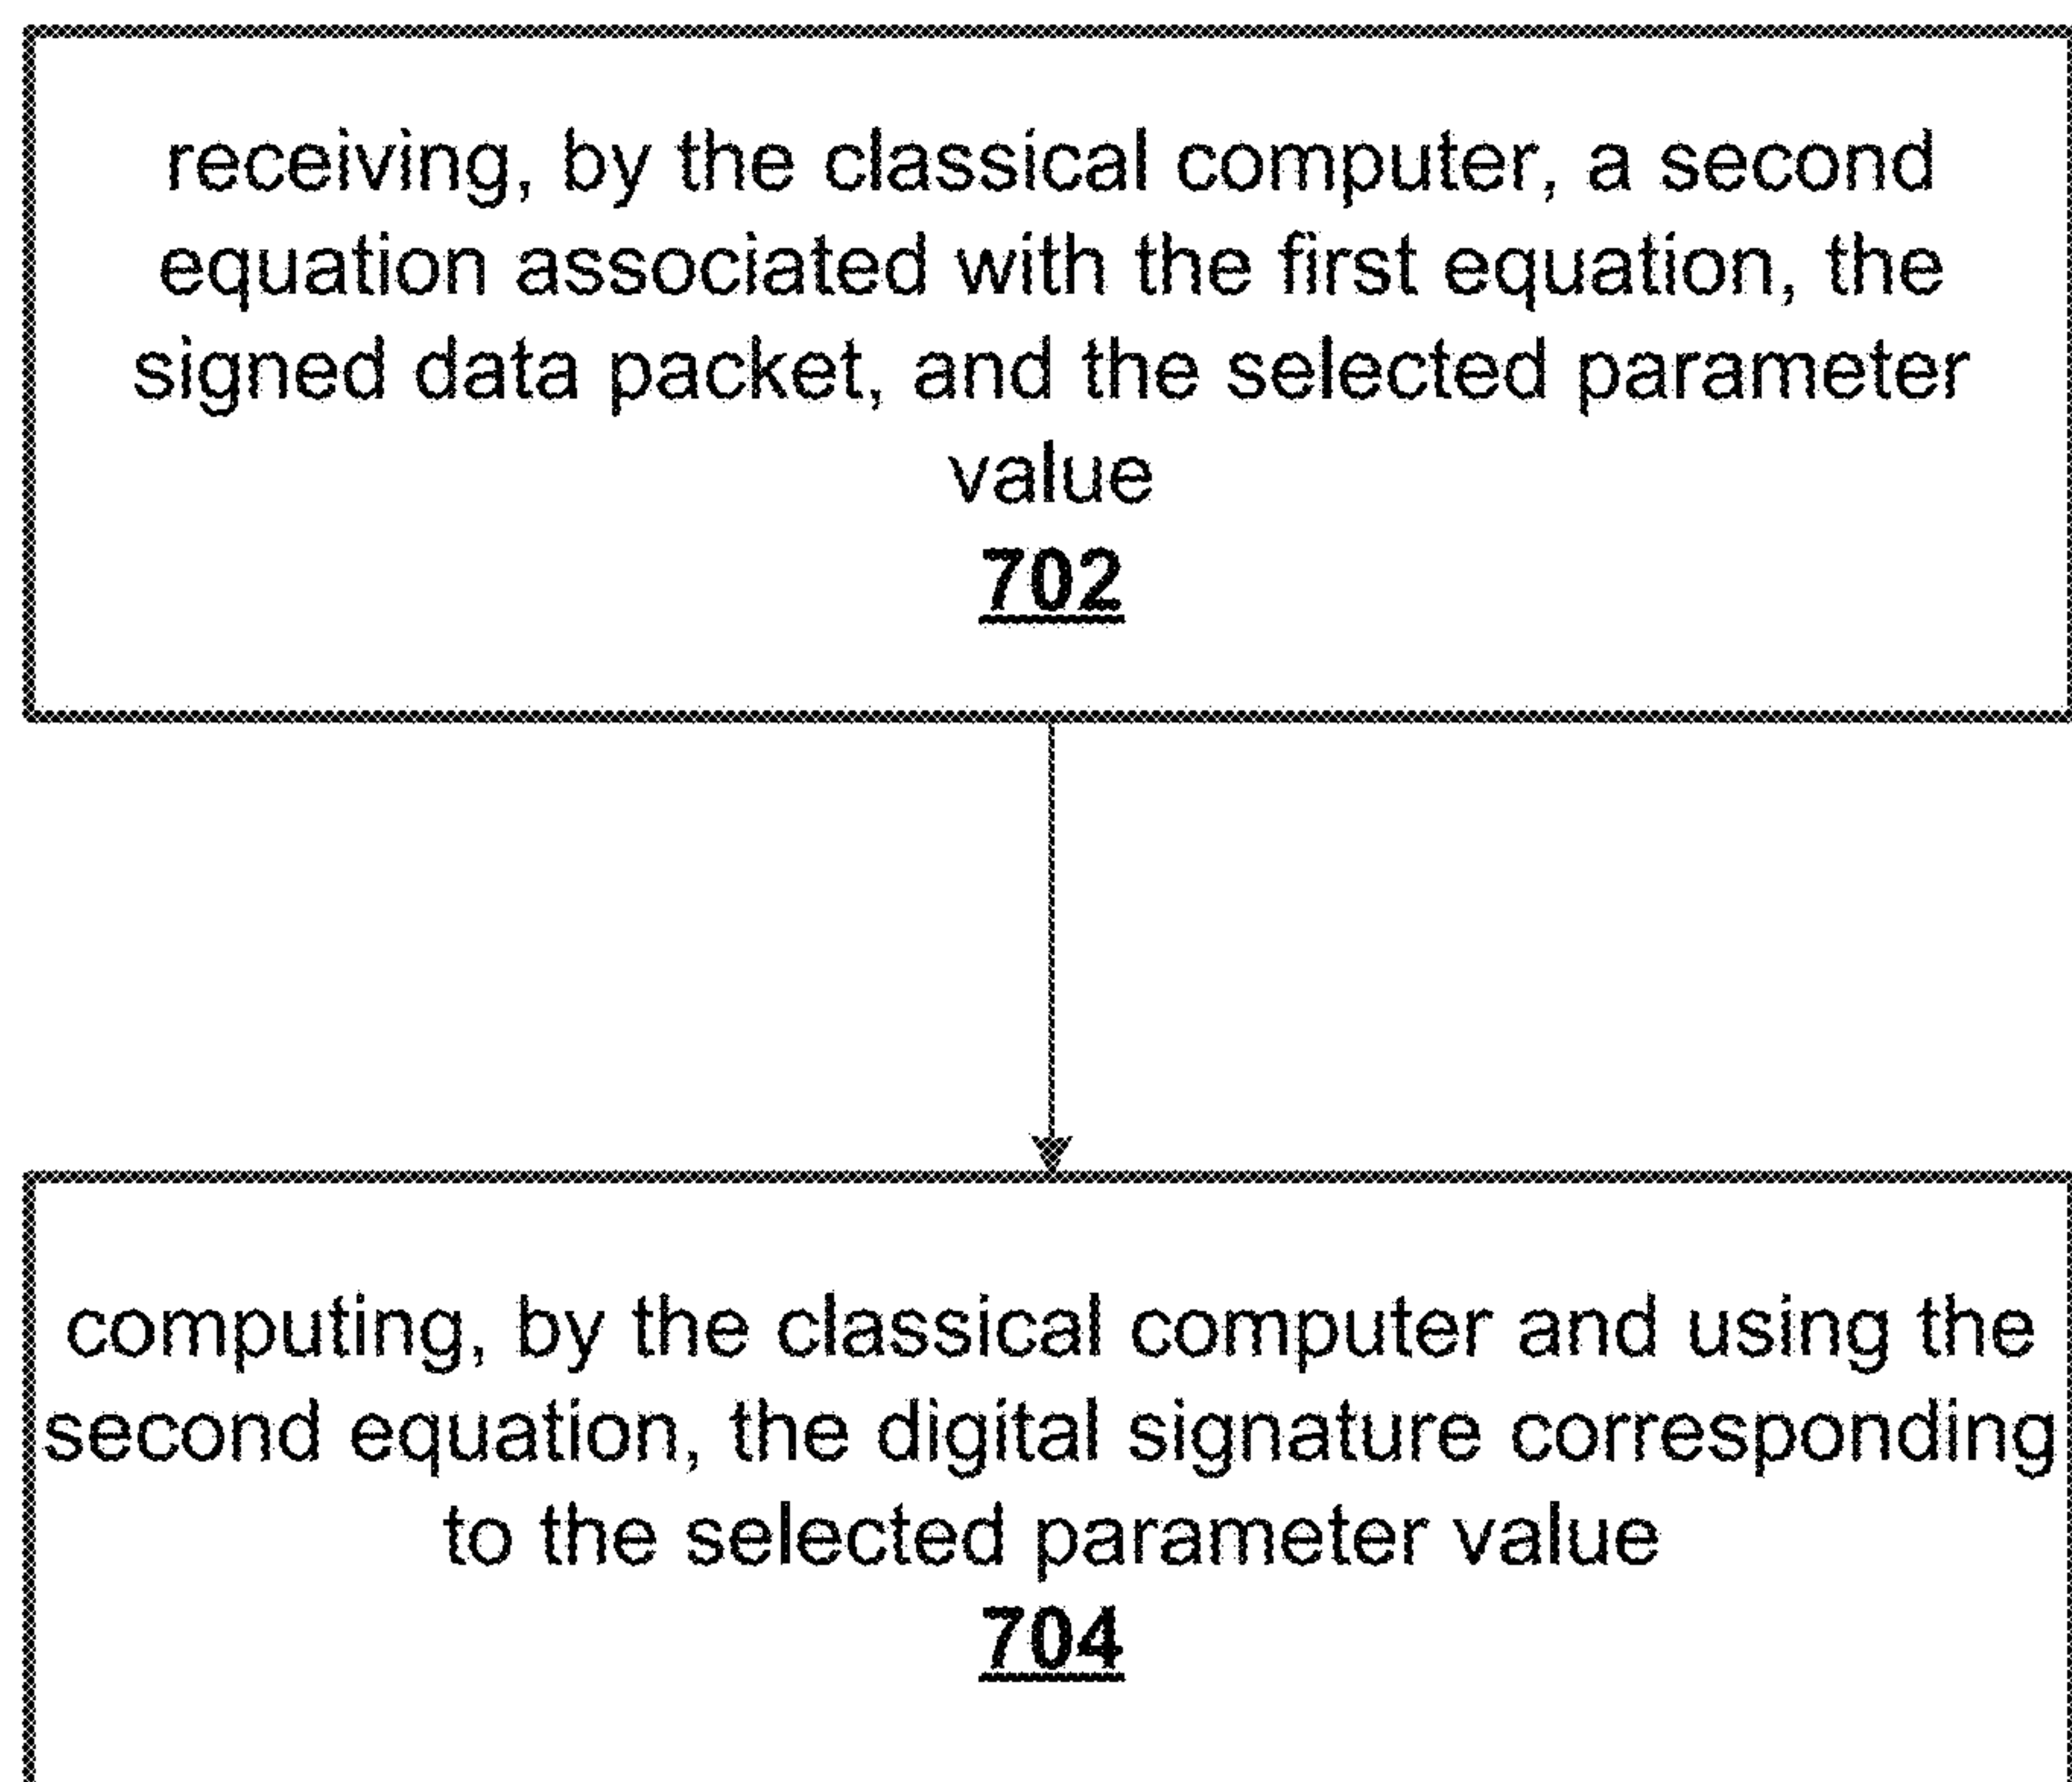 receiving, by the classical computer, a second
equation associated with the first equation, the
signed data packet, and the selected parameter
value
702
computing, by the classical computer and using the
second equation, the digital signature corresponding
to the selected parameter value
704